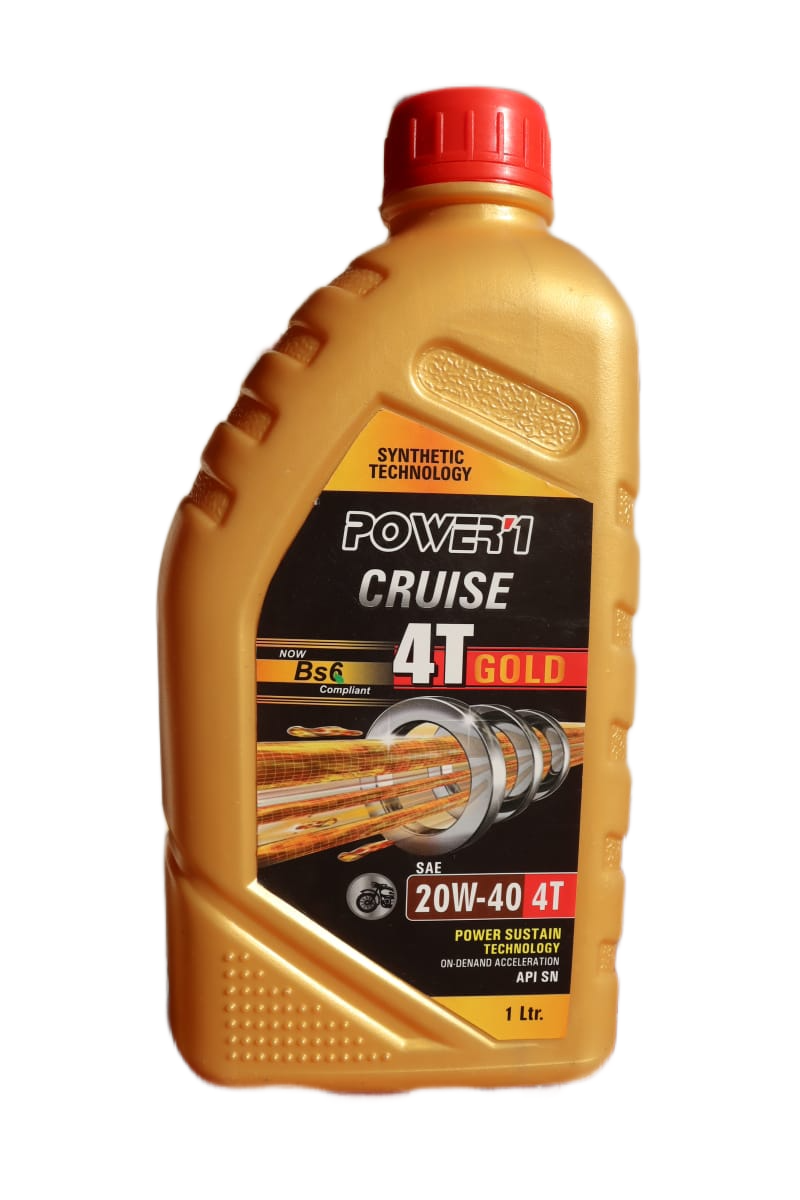 SYNTHETIC
TECHNOLOGY
POWER'1
CRUISE
4T GOLD
NOW
Bs6
Compliant
SAE
20W-40 4T
POWER SUSTAIN
TECHNOLOGY
ON-DENAND ACCELERATION
API SN
1 Ltr.